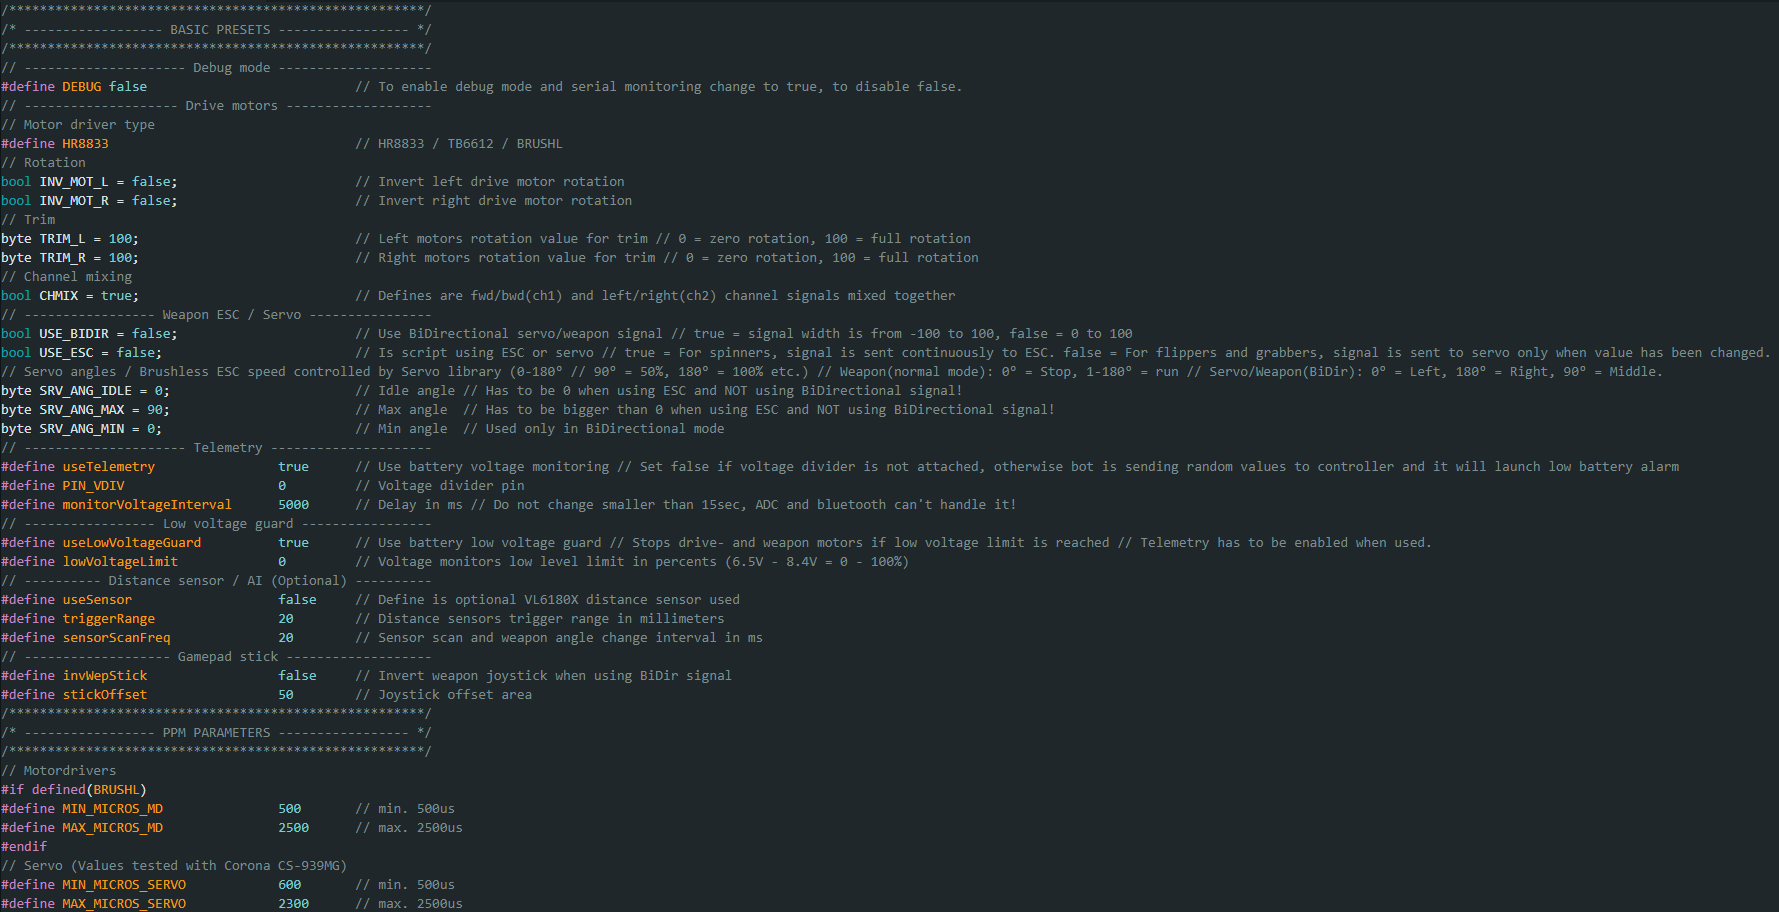 /******************************************************/
/* ------------------ BASIC PRESETS ----------------- */
/******************************************************/
// --------------------- Debug mode --------------------
#define DEBUG false // To enable debug mode and serial monitoring change to true, to disable false.
// -------------------- Drive motors -------------------
// Motor driver type
#define HR8833 // HR8833 / TB6612 / BRUSHL
// Rotation
bool INV_MOT_L = false; // Invert left drive motor rotation
bool INV_MOT_R = false; // Invert right drive motor rotation
// Trim
byte TRIM_L = 100; // Left motors rotation value for trim // 0 = zero rotation, 100 = full rotation
byte TRIM_R = 100; // Right motors rotation value for trim // 0 = zero rotation, 100 = full rotation
// Channel mixing
bool CHMIX = true; // Defines are fwd/bwd(ch1) and left/right(ch2) channel signals mixed together
// ----------------- Weapon ESC / Servo ----------------
bool USE_BIDIR = false; // Use BiDirectional servo/weapon signal // true = signal width is from -100 to 100, false = 0 to 100
bool USE_ESC = false; // Is script using ESC or servo // true = For spinners, signal is sent continuously to ESC. false = For flippers and grabbers, signal is sent to servo only when value has been changed.
// Servo angles / Brushless ESC speed controlled by Servo library (0-180º // 90º = 50%, 180º = 100% etc.) // Weapon(normal mode): 0º = Stop, 1-180º = run // Servo/Weapon(BiDir): 0º = Left, 180º = Right, 90º = Middle.
byte SRV_ANG_IDLE = 0; // Idle angle // Has to be 0 when using ESC and NOT using BiDirectional signal!
byte SRV_ANG_MAX = 90; // Max angle  // Has to be bigger than 0 when using ESC and NOT using BiDirectional signal!
byte SRV_ANG_MIN = 0; // Min angle  // Used only in BiDirectional mode
// --------------------- Telemetry ---------------------
#define useTelemetry true // Use battery voltage monitoring // Set false if voltage divider is not attached, otherwise bot is sending random values to controller and it will launch low battery alarm
#define PIN_VDIV 0 // Voltage divider pin
#define monitorVoltageInterval 5000 // Delay in ms // Do not change smaller than 15sec, ADC and bluetooth can't handle it!
// ----------------- Low voltage guard -----------------
#define useLowVoltageGuard true // Use battery low voltage guard // Stops drive- and weapon motors if low voltage limit is reached // Telemetry has to be enabled when used.
#define lowVoltageLimit 0 // Voltage monitors low level limit in percents (6.5V - 8.4V = 0 - 100%)
// ---------- Distance sensor / AI (Optional) ----------
#define useSensor false // Define is optional VL6180X distance sensor used
#define triggerRange 20 // Distance sensors trigger range in millimeters
#define sensorScanFreq 20 // Sensor scan and weapon angle change interval in ms
// ------------------- Gamepad stick -------------------
#define invWepStick false // Invert weapon joystick when using BiDir signal
#define stickOffset 50 // Joystick offset area
/******************************************************/
/* ----------------- PPM PARAMETERS ----------------- */
/******************************************************/
// Motordrivers
#if defined(BRUSHL)
#define MIN_MICROS_MD 500 // min. 500us
#define MAX_MICROS_MD 2500 // max. 2500us
#endif
// Servo (Values tested with Corona CS-939MG)
#define MIN_MICROS_SERVO 600 // min. 500us
#define MAX_MICROS_SERVO 2300 // max. 2500us